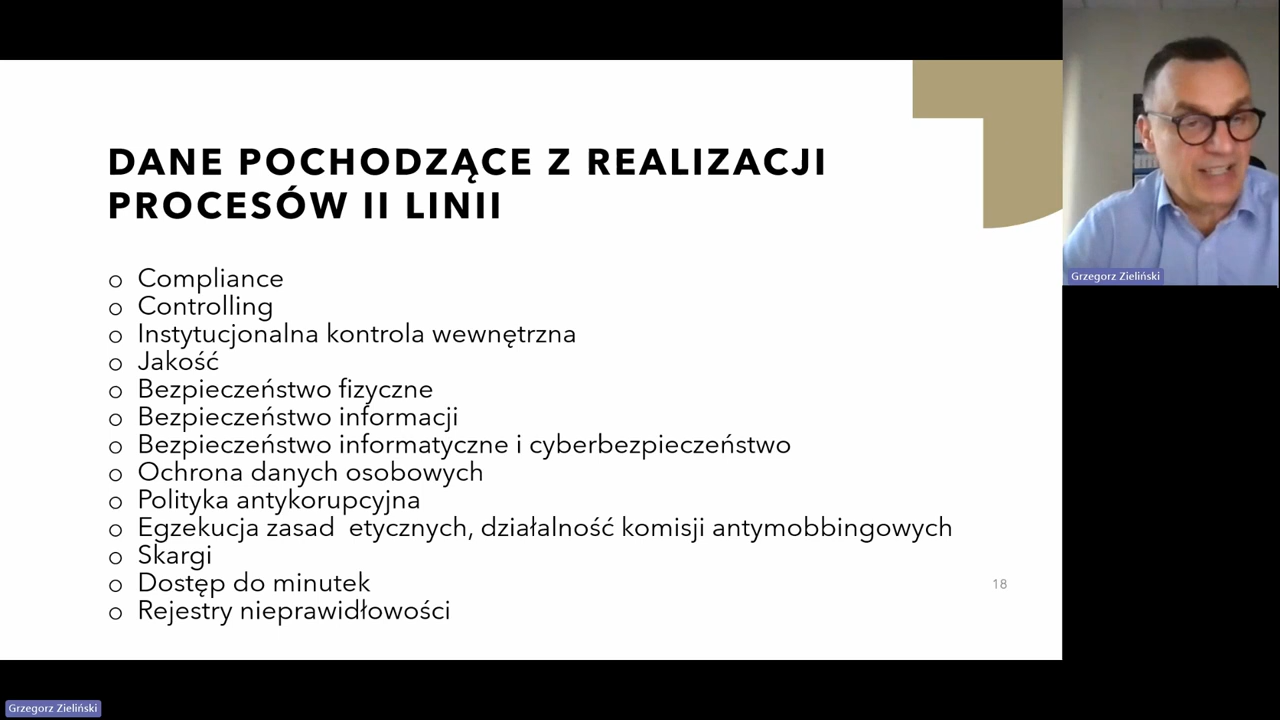 DANE POCHODZĄCE Z REALIZACJI
PROCESÓW II LINII
o Compliance
o Controlling
o Instytucjonalna kontrola wewnętrzna
o Jakość
o Bezpieczeństwo fizyczne
o Bezpieczeństwo informacji
o Bezpieczeństwo informatyczne i cyberbezpieczeństwo
o Ochrona danych osobowych
o Polityka antykorupcyjna
o Egzekucja zasad  etycznych, działalność komisji antymobbingowych
o Skargi
o Dostęp do minutek
o Rejestry nieprawidłowości
18
Grzegorz Zieliński
Grzegorz Zieliński